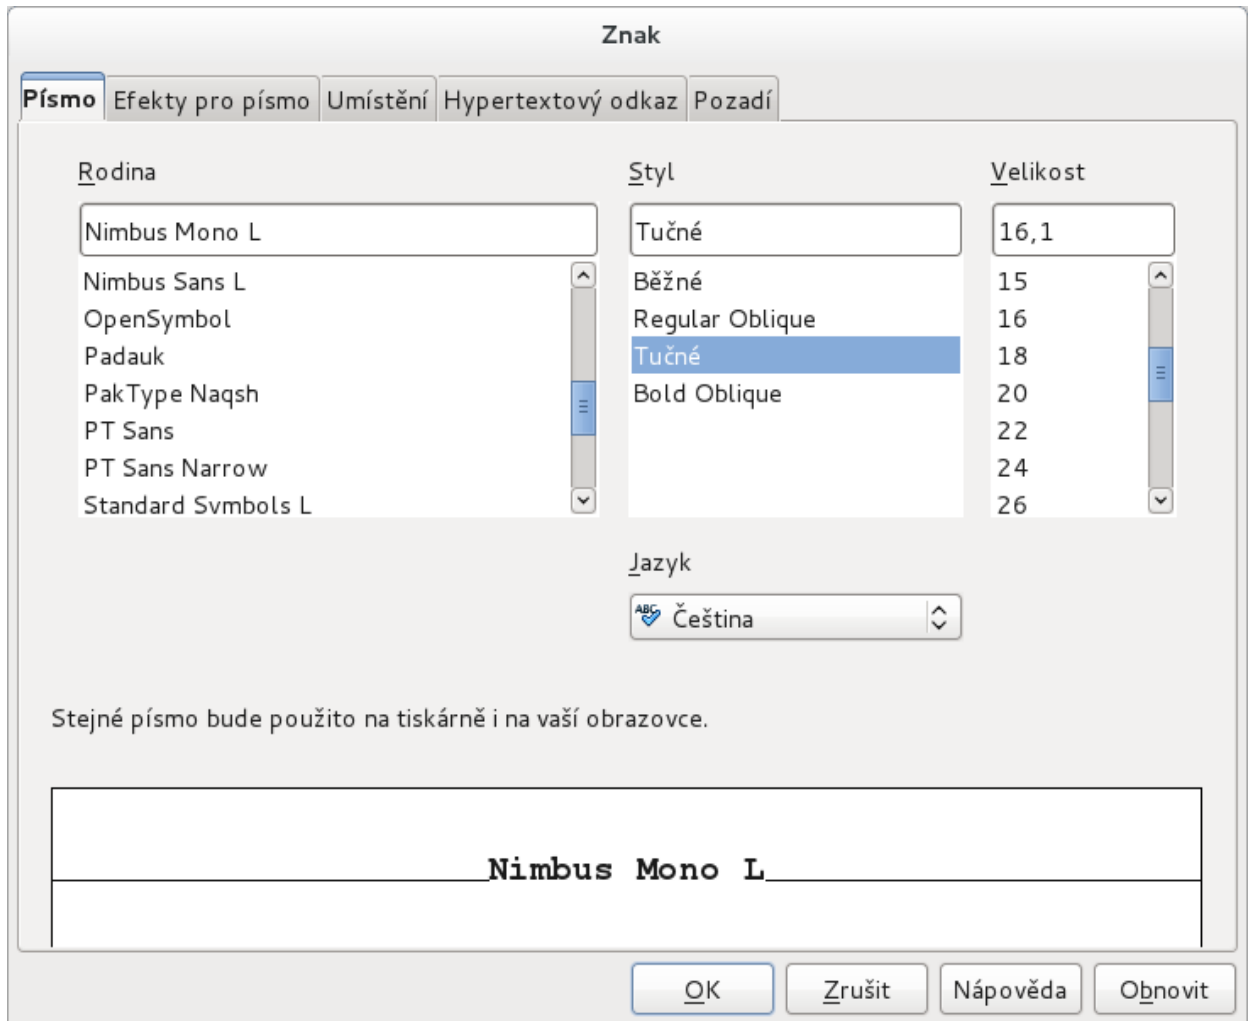 Znak
Písmo Efekty pro písmo Umístění Hypertextový odkaz Pozadí
Rodina Styl Velikost
Nimbus Mono L Tučné 16,1
Nimbus Sans L Běžné 15
OpenSymbol Regular Oblique 16
Padauk Tučné 18
PakType Naqsh Bold Oblique 20
PT Sans 22
PT Sans Narrow 24
Standard Symbols L 26
Jazyk
ABC Čeština
Stejné písmo bude použito na tiskárně i na vaší obrazovce.
Nimbus Mono L
OK Zrušit Nápověda Obnovit